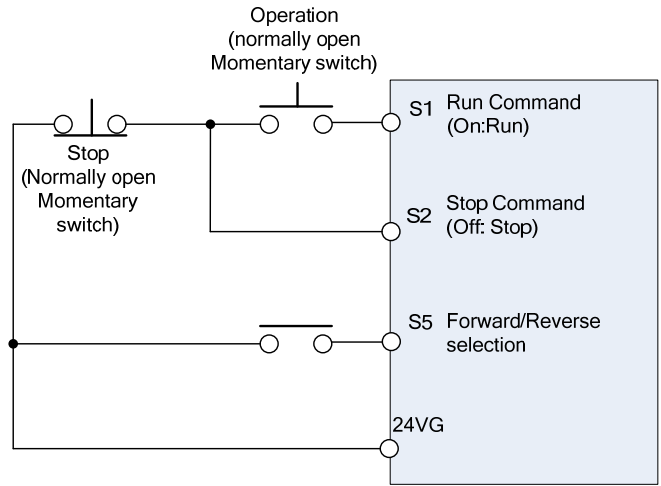 Operation
(normally open
Momentary switch)
S1 Run Command
(On:Run)
Stop
(Normally open
Momentary
switch)
S2 Stop Command
(Off: Stop)
S5 Forward/Reverse
selection
24VG